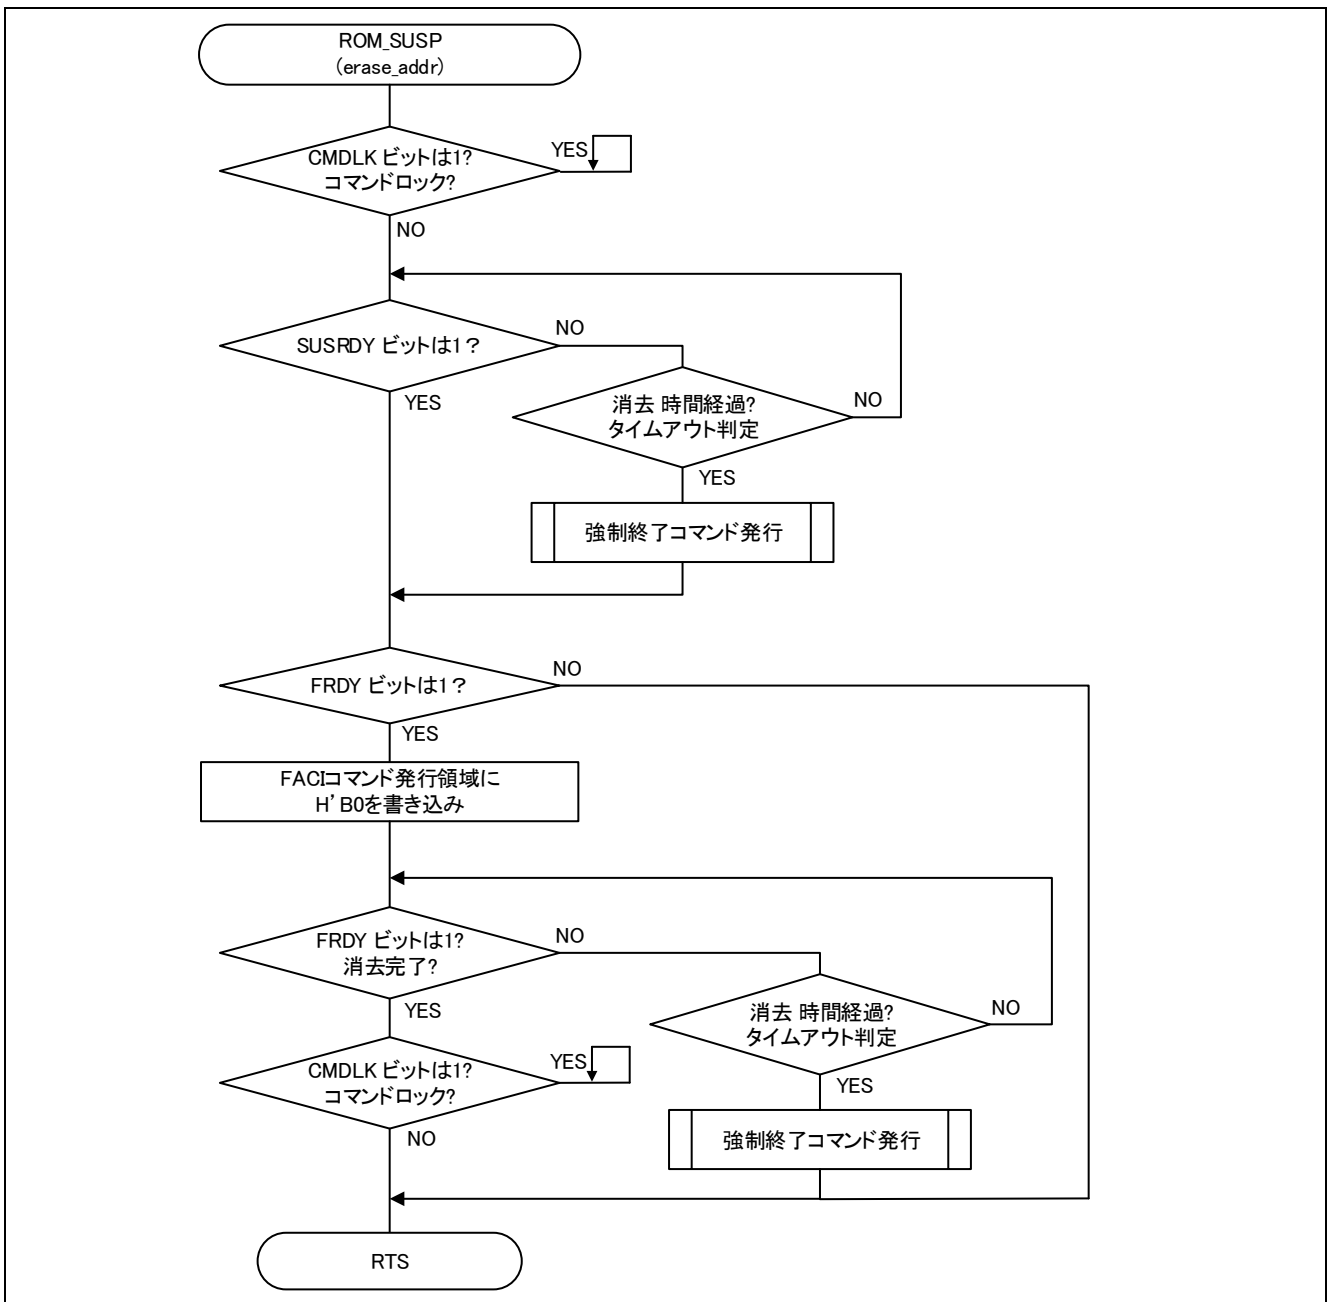 ROM_SUSP
(erase_addr)
CMDLK ビットは1?
コマンドロック?
YES
NO
SUSRDY ビットは1?
NO
YES
消去 時間経過?
タイムアウト判定
NO
YES
強制終了コマンド発行
FRDY ビットは1?
NO
YES
FACIコマンド発行領域に
H'B0を書き込み
FRDY ビットは1?
消去完了?
NO
YES
消去 時間経過?
タイムアウト判定
NO
YES
CMDLK ビットは1?
コマンドロック?
YES
NO
強制終了コマンド発行
RTS